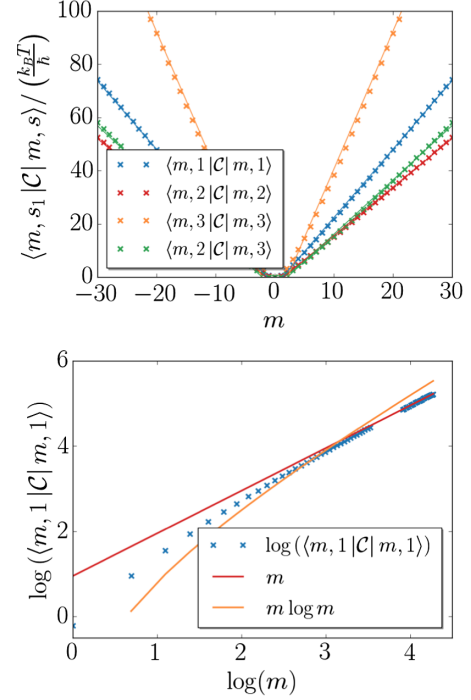 100
80
60
40
20
0
⟨m, s₁ |𝒞| m, s⟩/(k_BT/ħ)
⟨m, 1 |𝒞| m, 1⟩
⟨m, 2 |𝒞| m, 2⟩
⟨m, 3 |𝒞| m, 3⟩
⟨m, 2 |𝒞| m, 3⟩
−30 −20 −10 0 10 20 30
m
6
4
2
0
log (⟨m, 1 |𝒞| m, 1⟩)
log (⟨m, 1 |𝒞| m, 1⟩)
m
m log m
0 1 2 3 4
log(m)